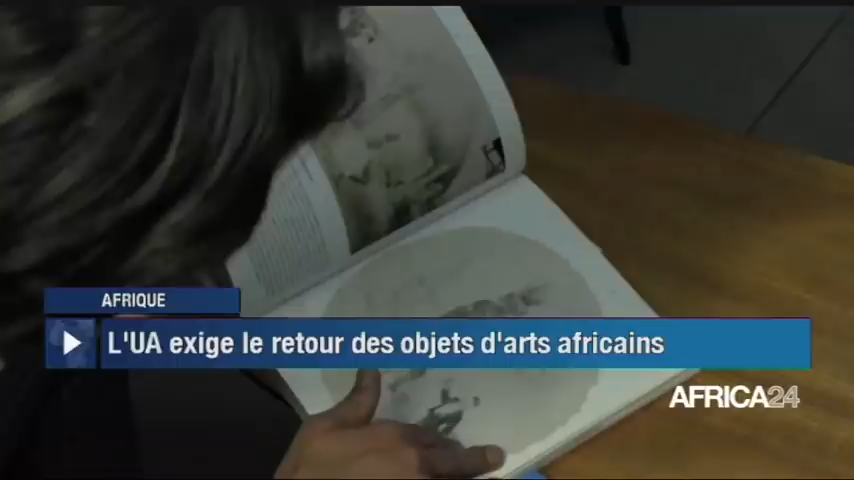 AFRIQUE
L'UA exige le retour des objets d'arts africains
AFRICA24